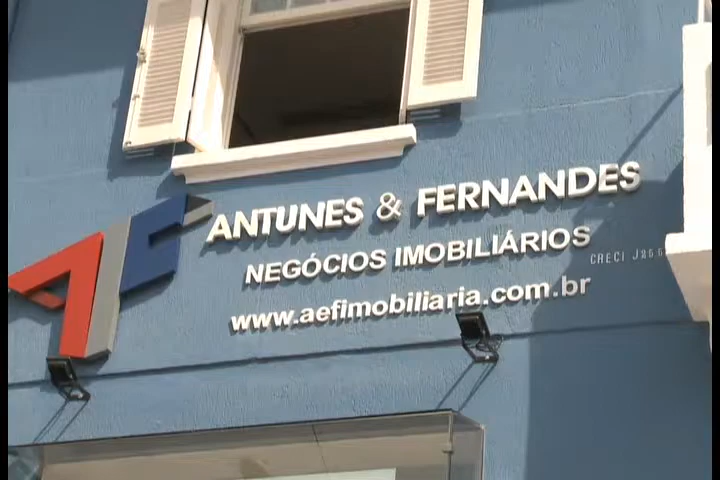 ANTUNES & FERNANDES
NEGÓCIOS IMOBILIÁRIOS
CRECI
www.aefimobiliaria.com.br